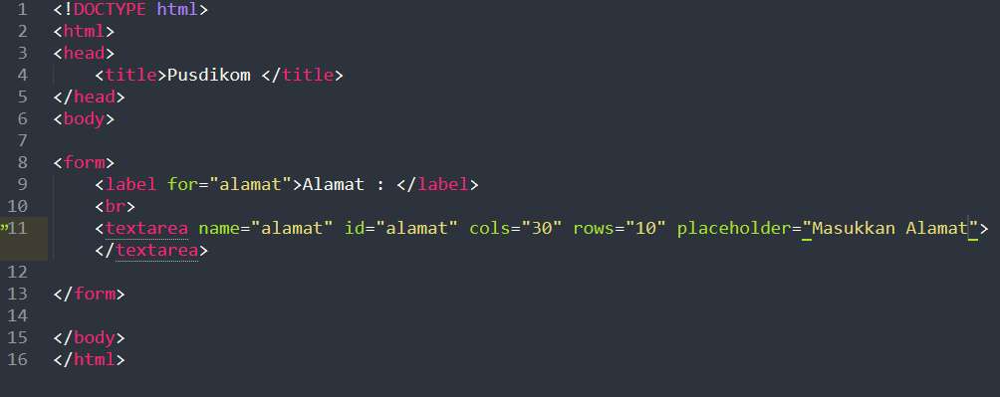 1 <!DOCTYPE html>
2 <html>
3 <head>
4     <title>Pusdikom </title>
5 </head>
6 <body>
7
8 <form>
9     <label for="alamat">Alamat : </label>
10     <br>
11     <textarea name="alamat" id="alamat" cols="30" rows="10" placeholder="Masukkan Alamat">
    </textarea>
12
13 </form>
14
15 </body>
16 </html>